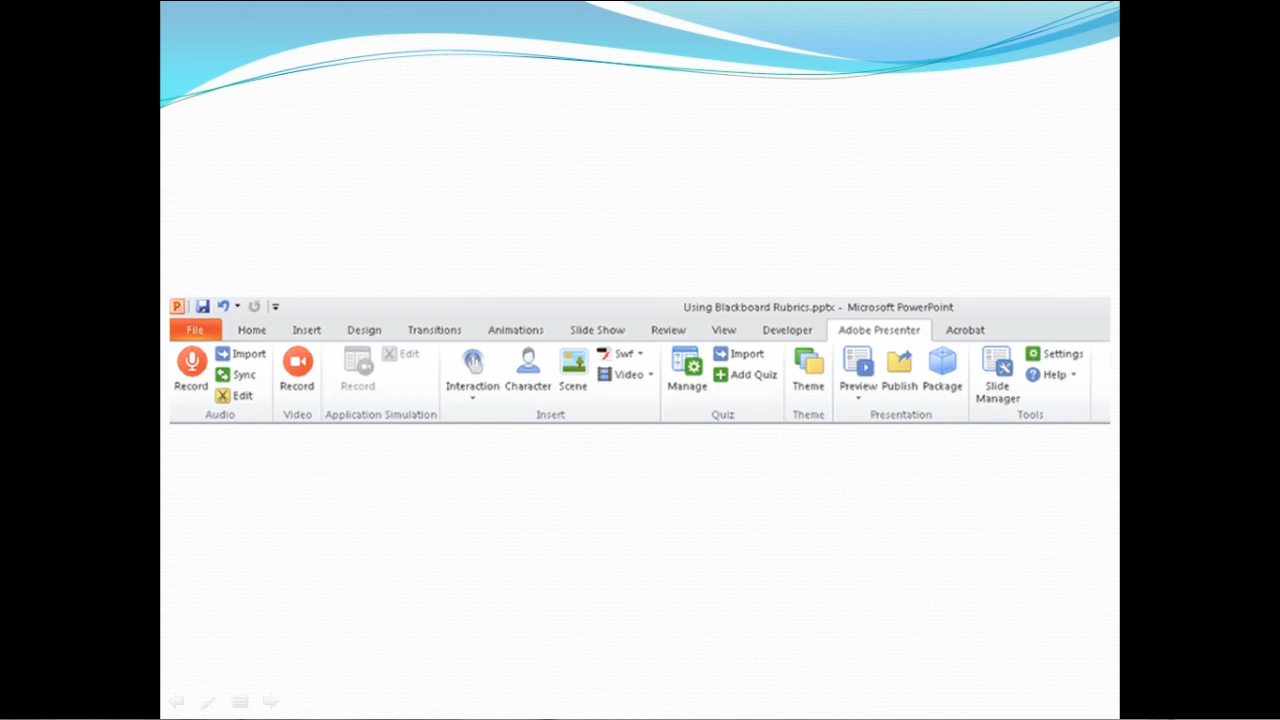 Using Blackboard Rubrics.pptx - Microsoft PowerPoint
File Home Insert Design Transitions Animations Slide Show Review View Developer Adobe Presenter Acrobat
Record Import Sync Edit
Audio
Record
Video
Record Edit
Application Simulation
Interaction Character Scene Swf Video
Insert
Manage Import Add Quiz
Quiz
Theme
Theme
Preview Publish Package
Presentation
Slide Manager Settings Help
Tools